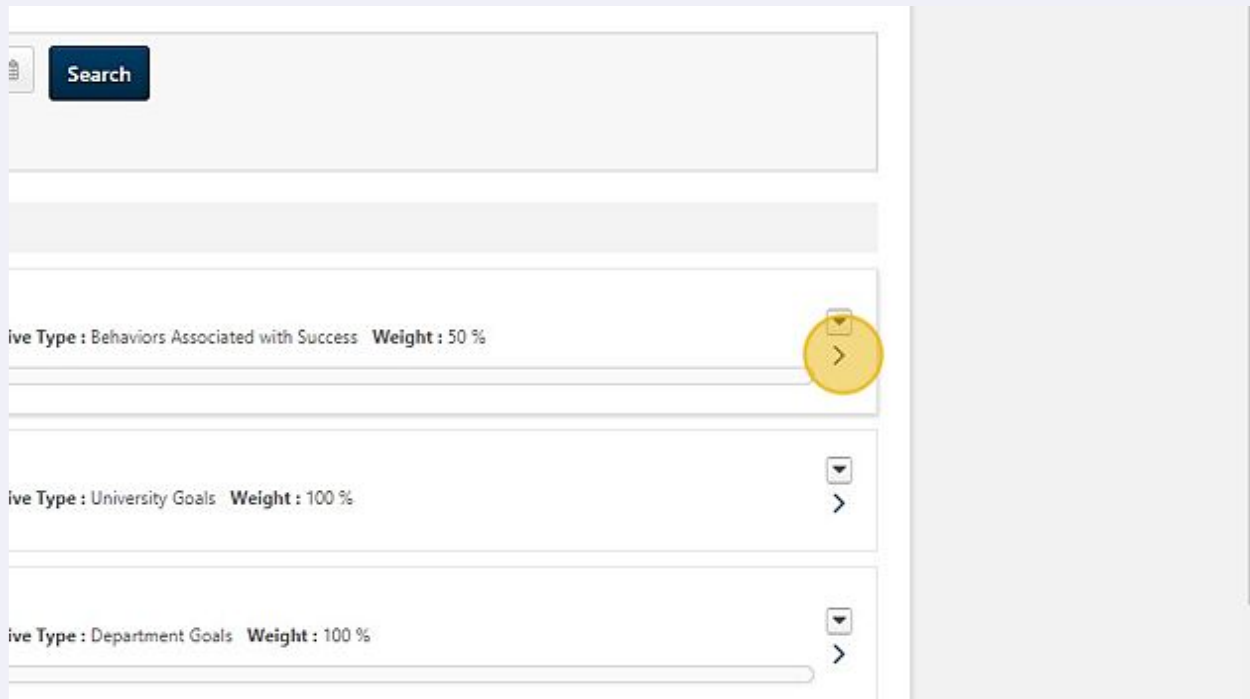 Search
ive Type : Behaviors Associated with Success Weight : 50 %
ive Type : University Goals Weight : 100 %
ive Type : Department Goals Weight : 100 %